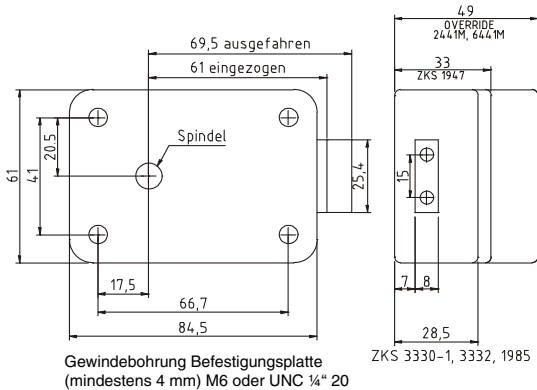 49
OVERRIDE
2441M, 6441M
69,5 ausgefahren
33
ZKS 1947
61 eingezogen
Spindel
61
41
20.5
25,4
15
17,5
7
8
66,7
84,5
28,5
ZKS 3330-1, 3332, 1985
Gewindebohrung Befestigungsplatte
(mindestens 4 mm) M6 oder UNC ¼“ 20